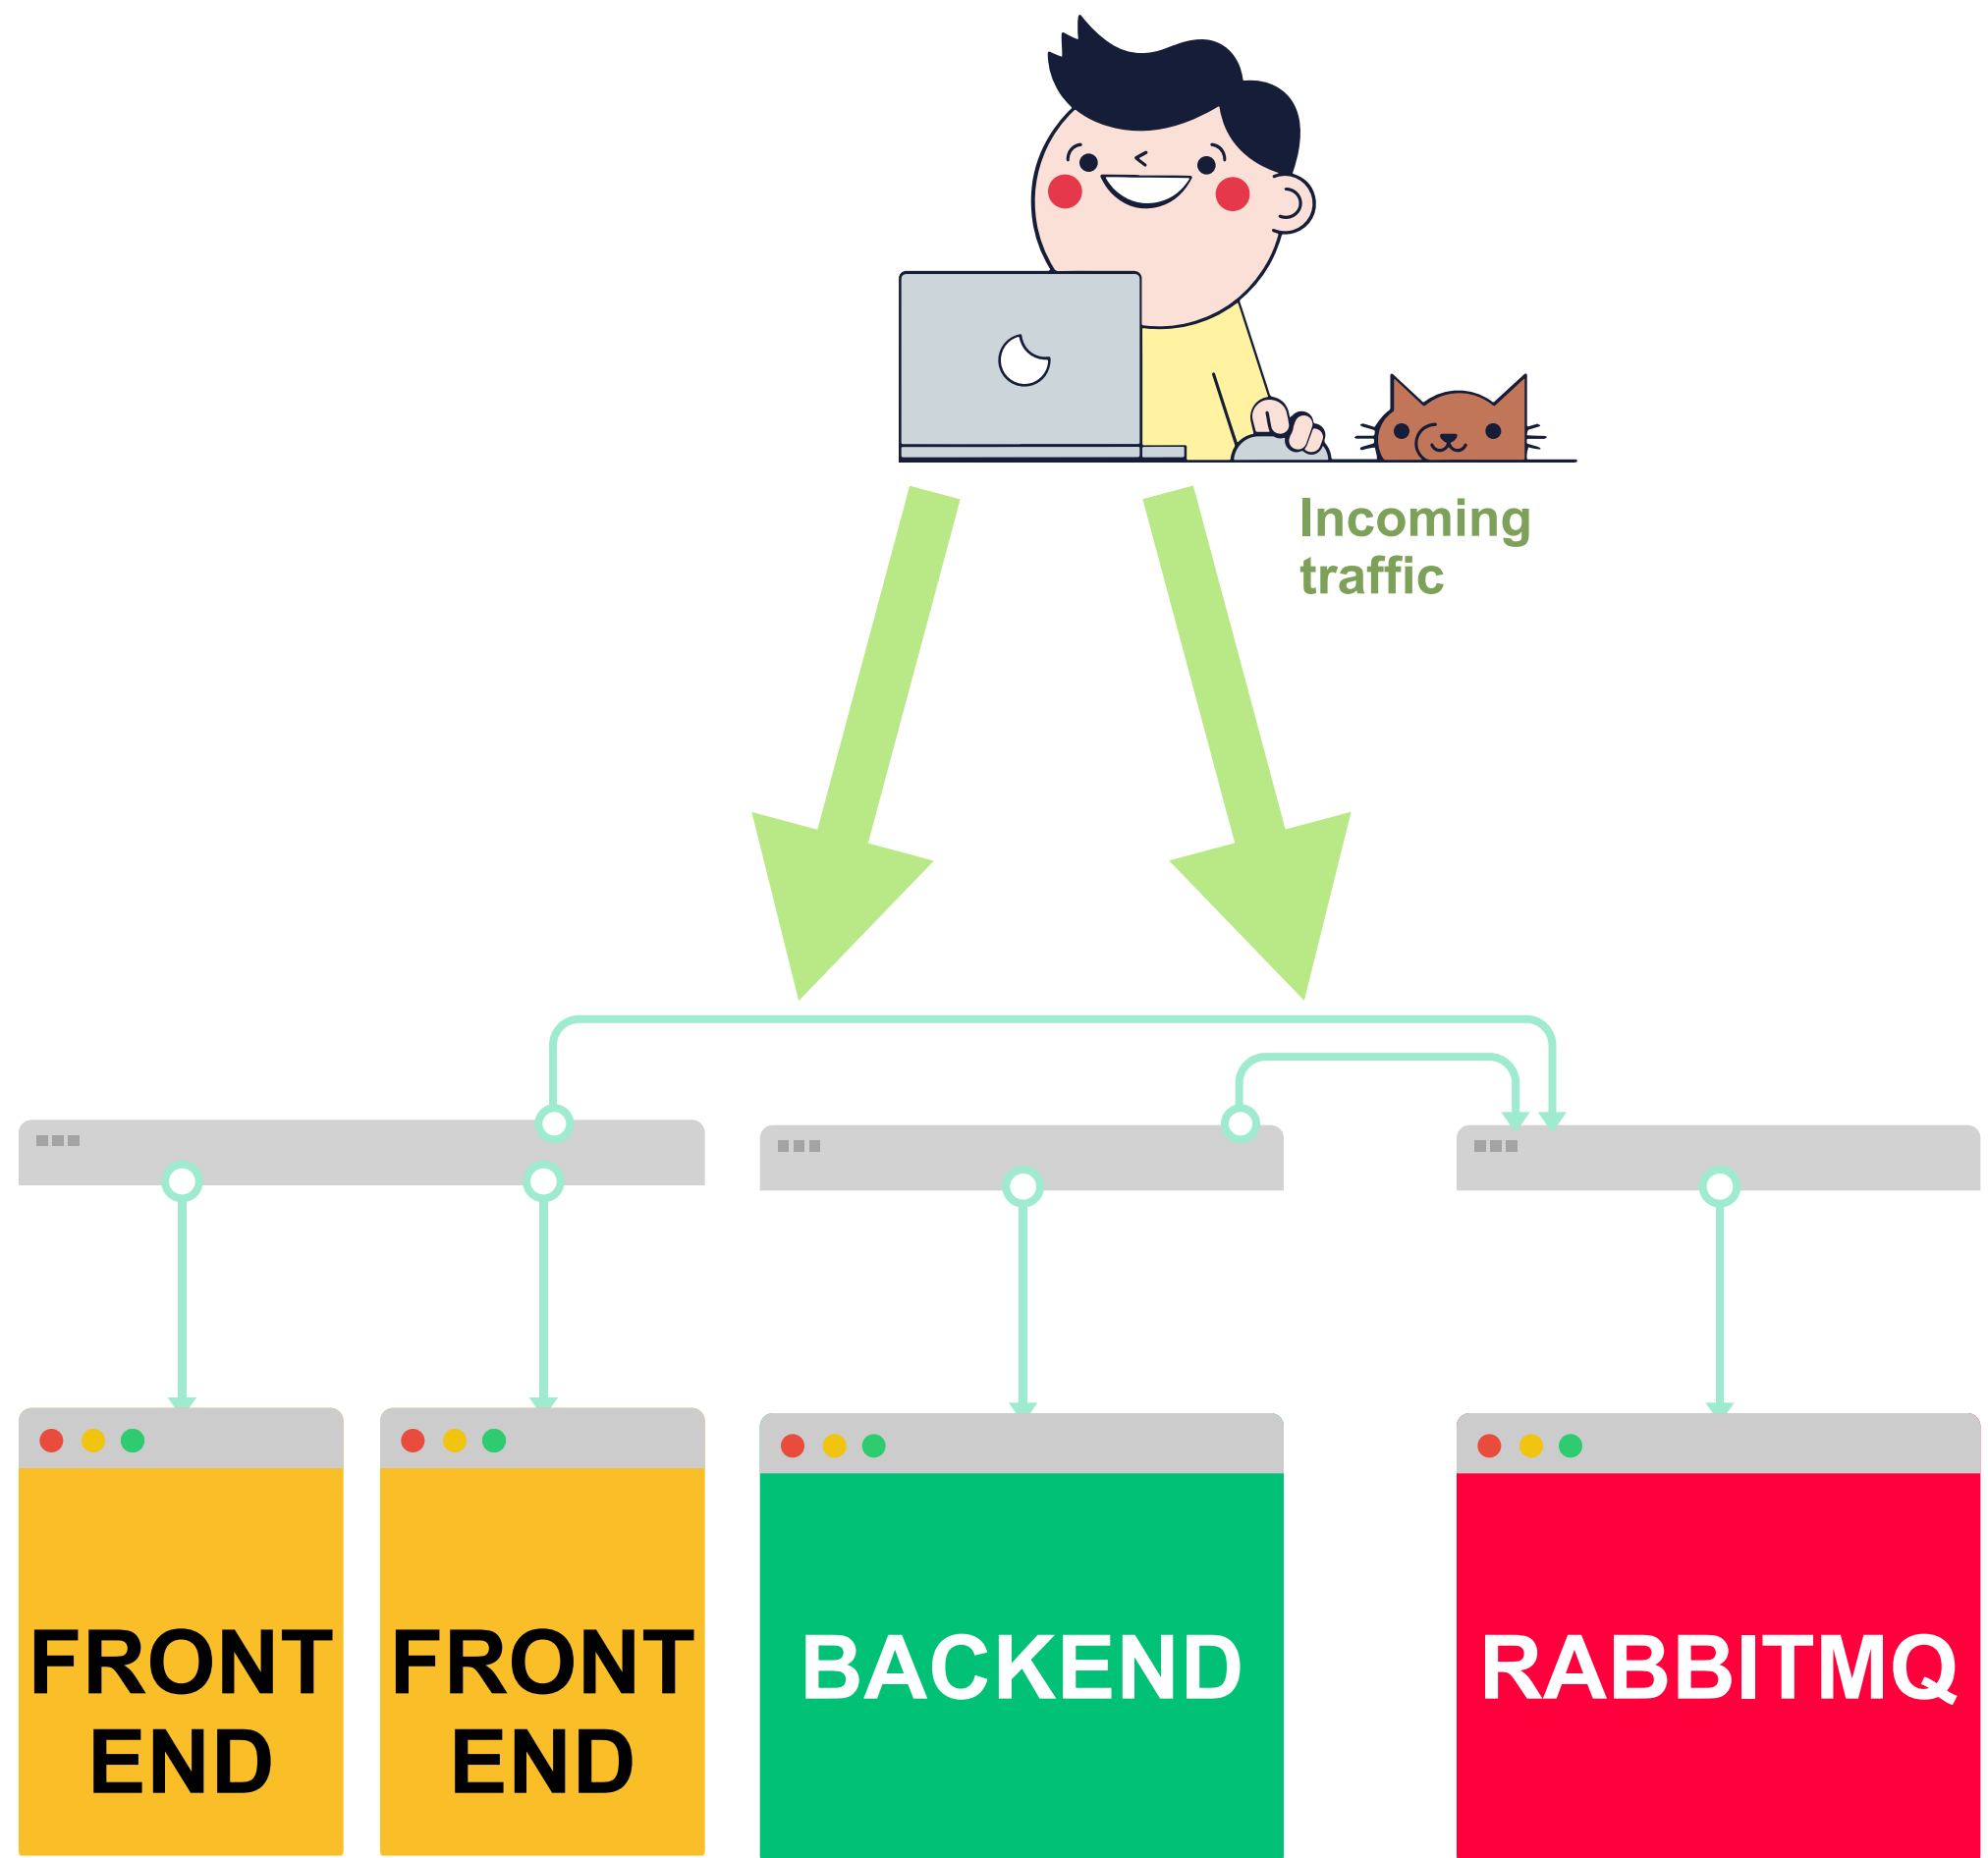 Incoming
traffic
FRONT
END
FRONT
END
BACKEND
RABBITMQ